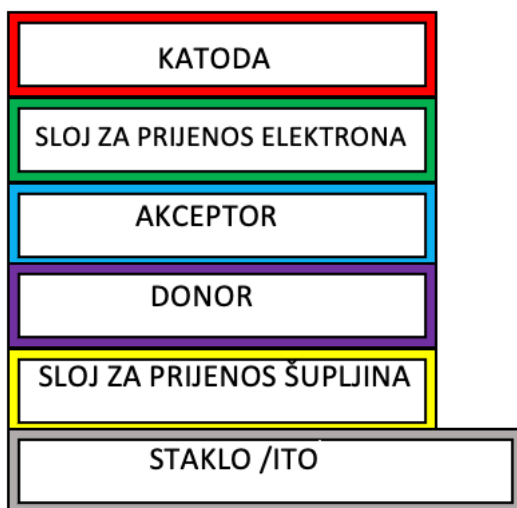 KATODA
SLOJ ZA PRIJENOS ELEKTRONA
AKCEPTOR
DONOR
SLOJ ZA PRIJENOS ŠUPLJINA
STAKLO /ITO